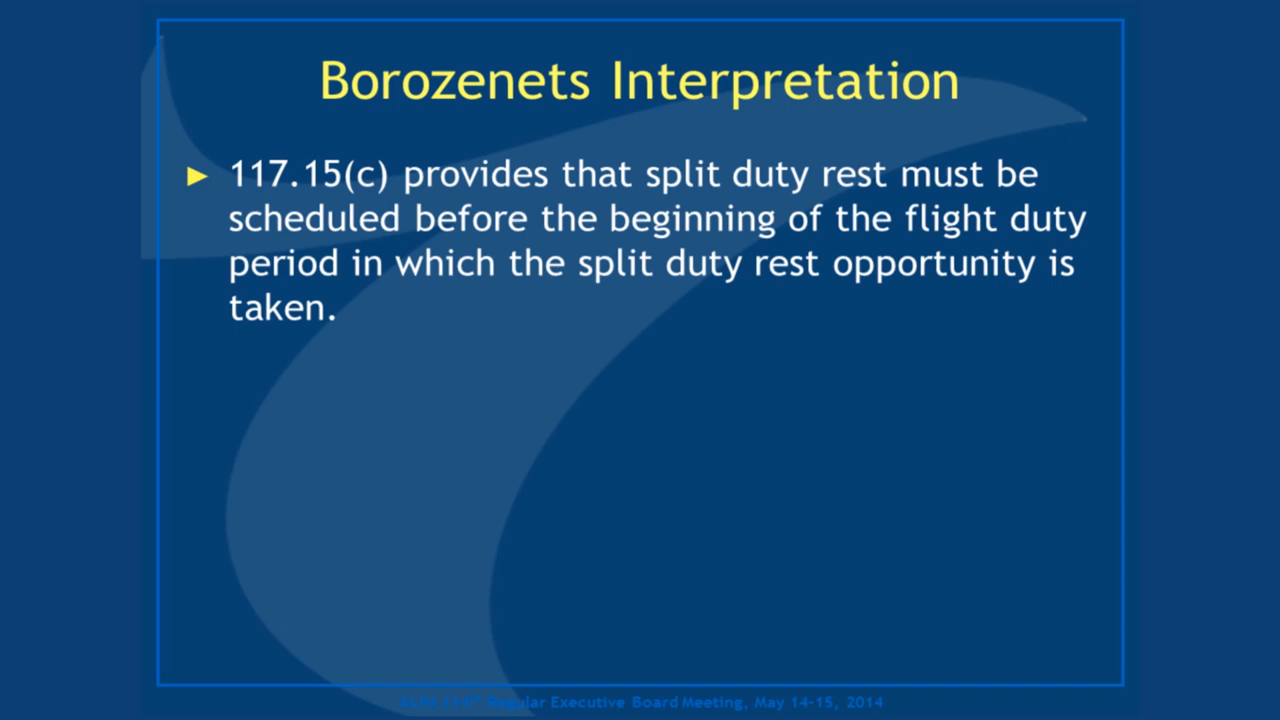 Borozenets Interpretation
► 117.15(c) provides that split duty rest must be
scheduled before the beginning of the flight duty
period in which the split duty rest opportunity is
taken.
Regular Executive Board Meeting, May 14-15, 2014